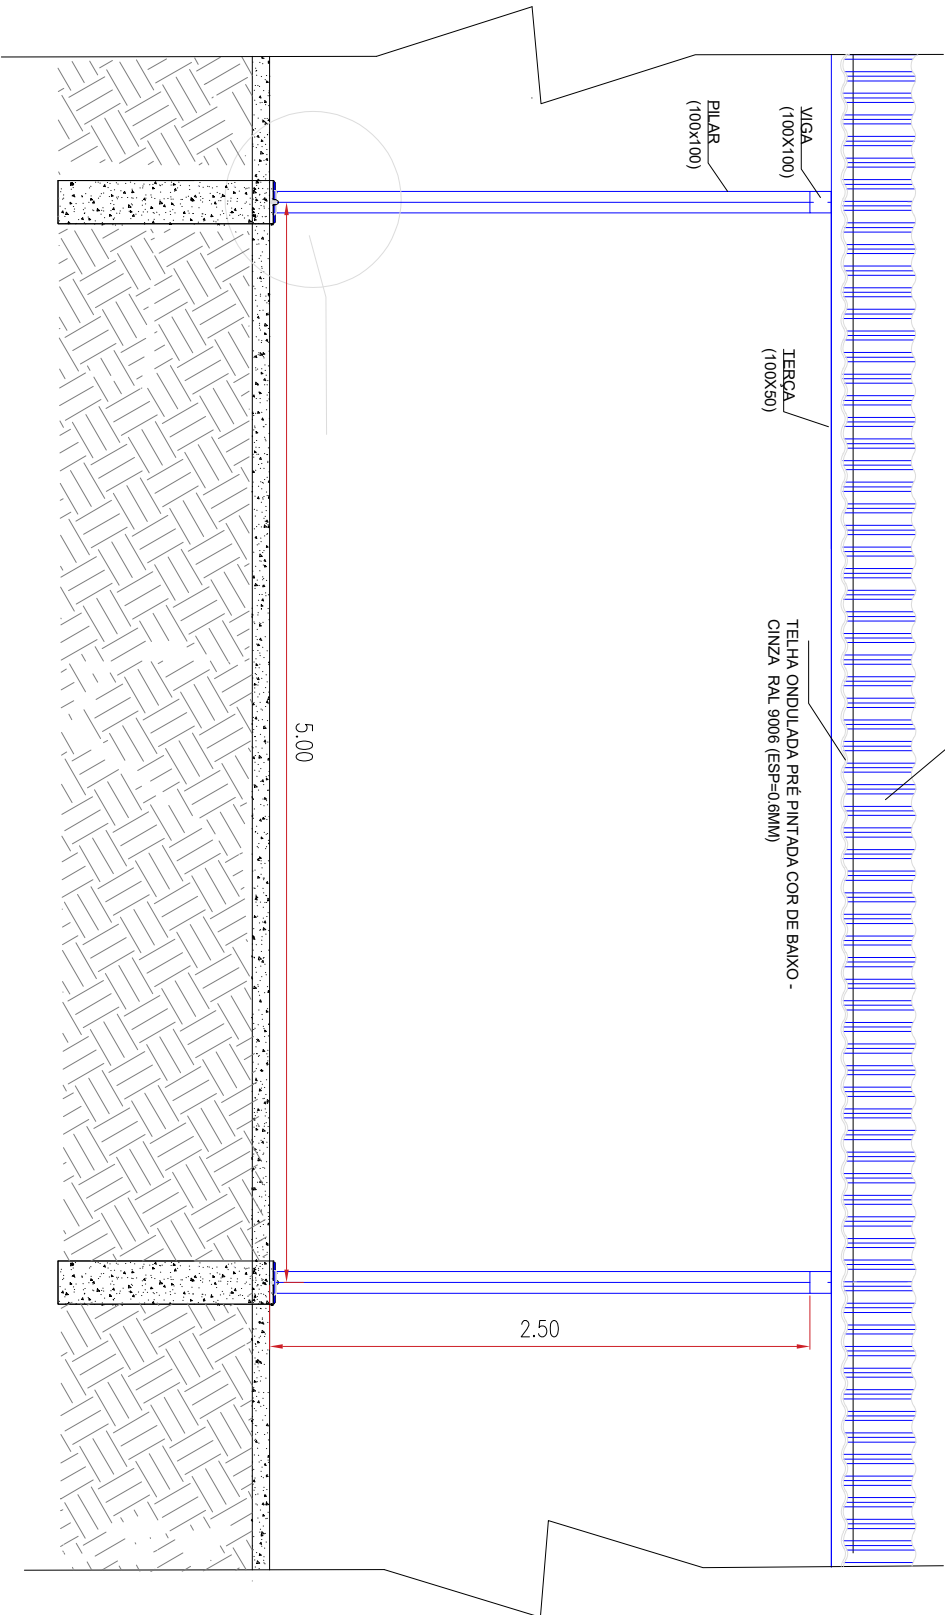 VIGA
(100X100)
PILAR
(100x100)
TERÇA
(100X50)
TELHA ONDULADA PRÉ PINTADA COR DE BAIXO -
CINZA RAL 9006 (ESP=0.6MM)
5.00
2.50